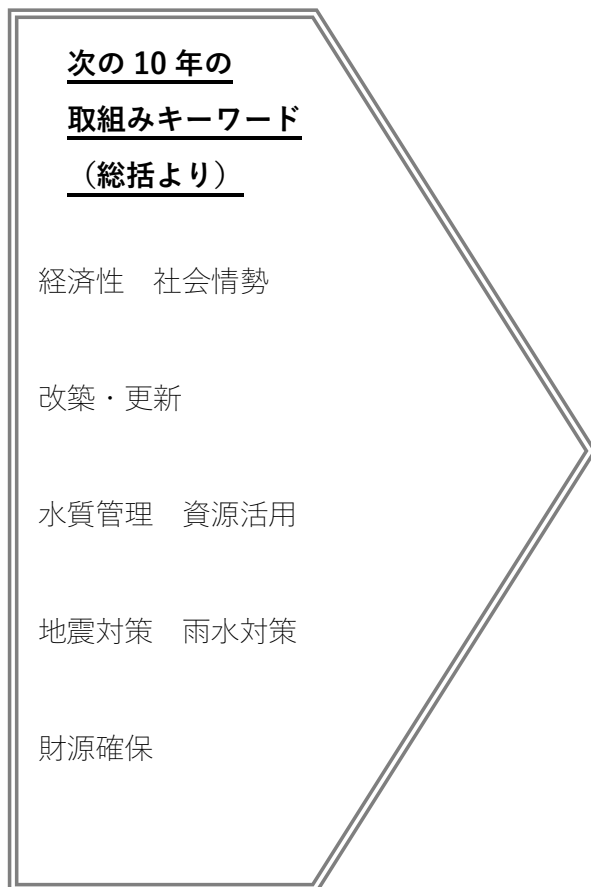 次の 10 年の
取組みキーワード
（総括より）
経済性　社会情勢
改築・更新
水質管理　資源活用
地震対策　雨水対策
財源確保